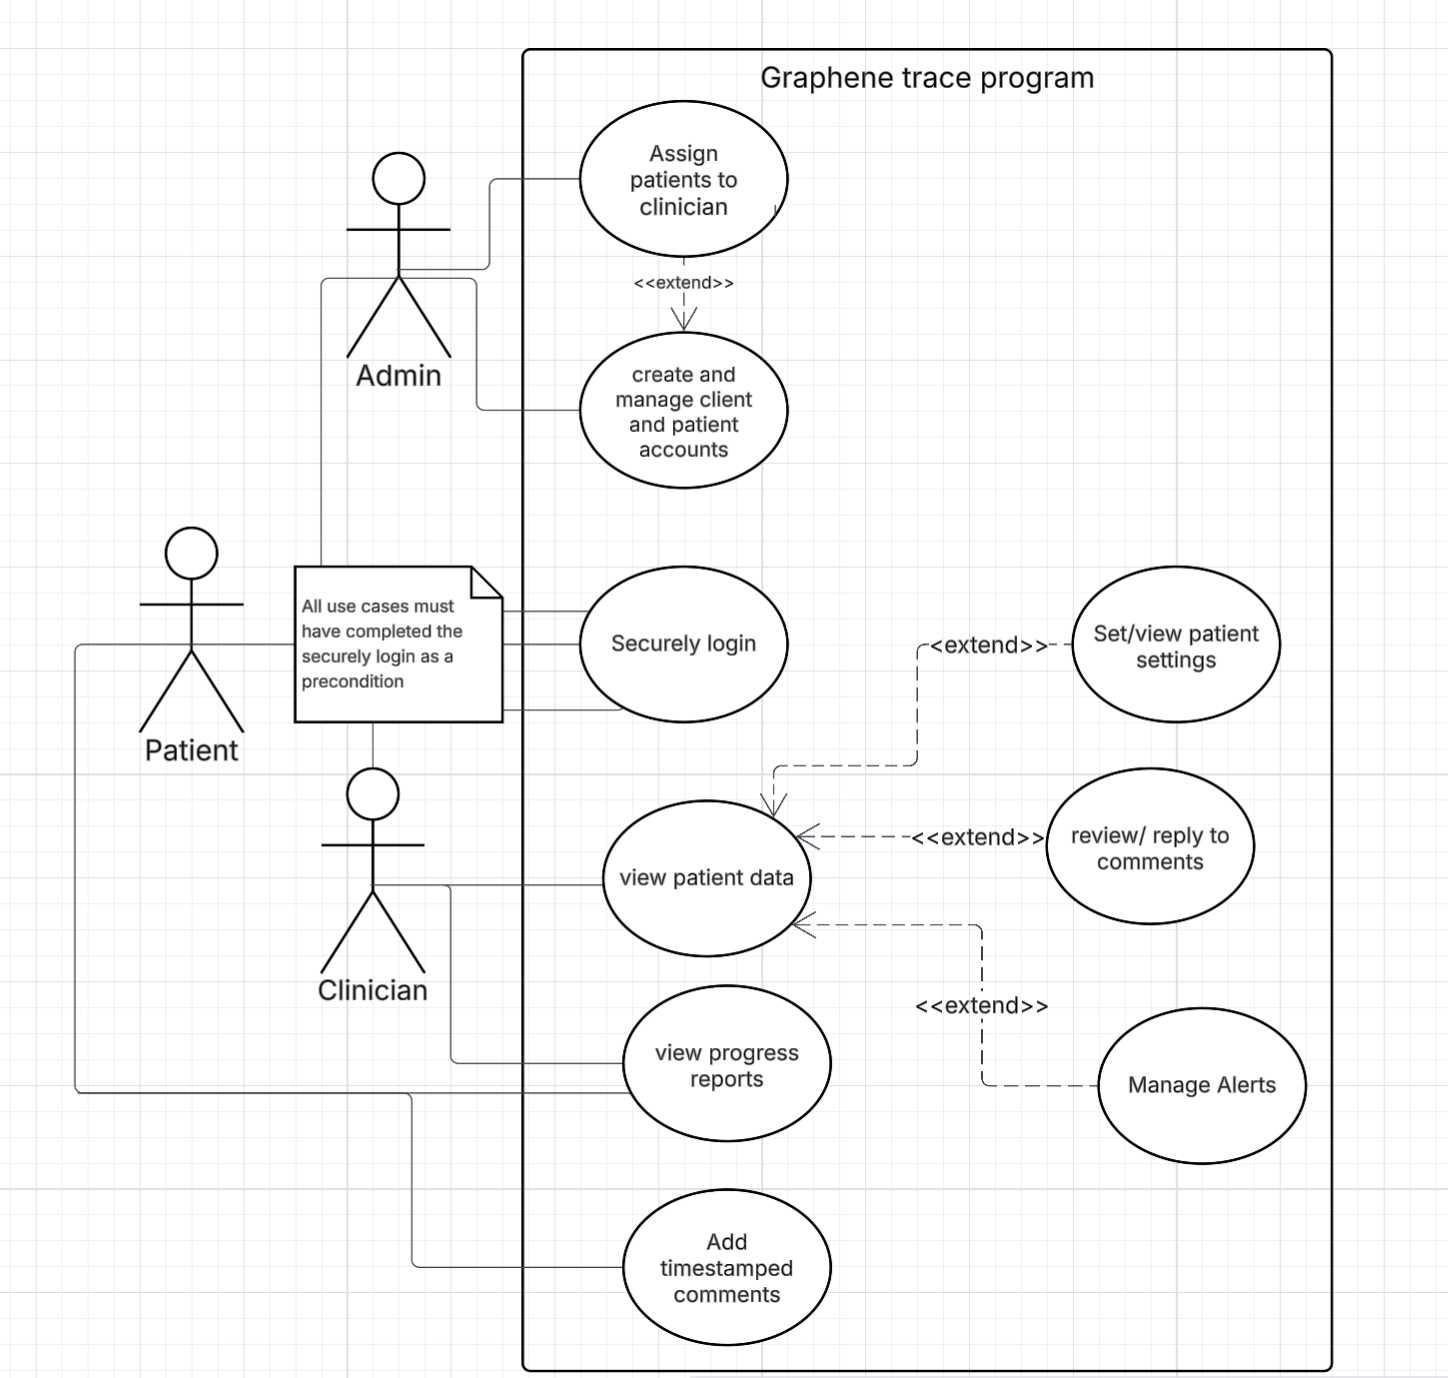 Graphene trace program
Assign
patients to
clinician
<<extend>>
Admin
create and
manage client
and patient
accounts
All use cases must
have completed the
securely login as a
precondition
Securely login
<extend>>
Set/view patient
settings
Patient
view patient data
<<extend>>
review/ reply to
comments
Clinician
<<extend>>
view progress
reports
Manage Alerts
Add
timestamped
comments